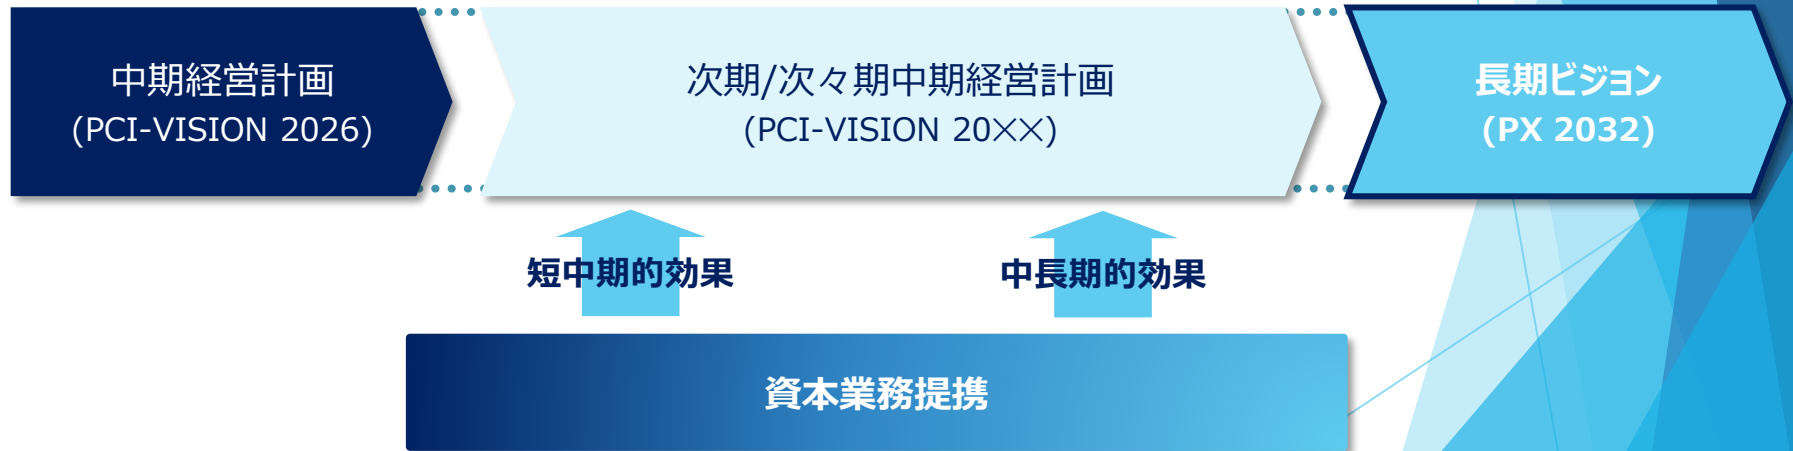 中期経営計画
(PCI-VISION 2026)
次期/次々期中期経営計画
(PCI-VISION 20××)
長期ビジョン
(PX 2032)
短中期的効果
中長期的効果
資本業務提携